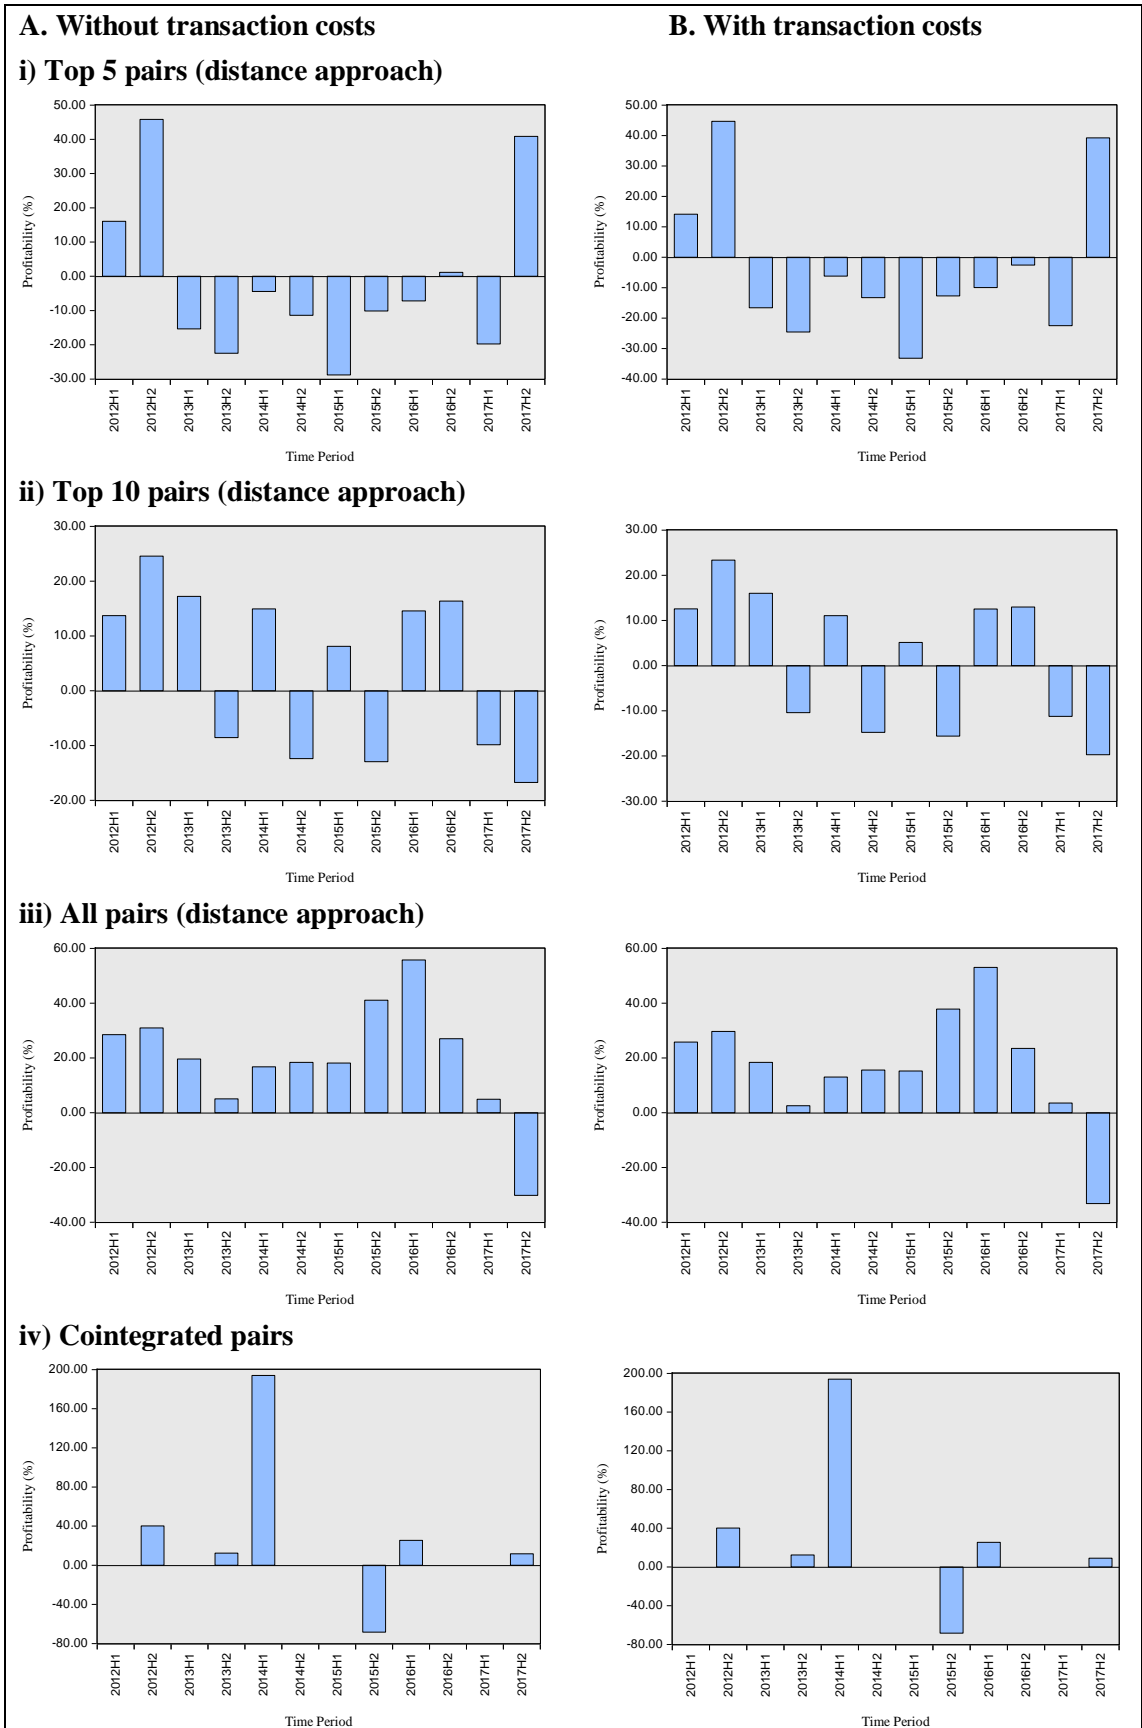 A. Without transaction costs
B. With transaction costs
i) Top 5 pairs (distance approach)
50.00
40.00
30.00
20.00
10.00
0.00
-10.00
-20.00
-30.00
Profitability (%)
2012H1
2012H2
2013H1
2013H2
2014H1
2014H2
2015H1
2015H2
2016H1
2016H2
2017H1
2017H2
Time Period
50.00
40.00
30.00
20.00
10.00
0.00
-10.00
-20.00
-30.00
-40.00
Profitability (%)
2012H1
2012H2
2013H1
2013H2
2014H1
2014H2
2015H1
2015H2
2016H1
2016H2
2017H1
2017H2
Time Period
ii) Top 10 pairs (distance approach)
30.00
20.00
10.00
0.00
-10.00
-20.00
Profitability (%)
2012H1
2012H2
2013H1
2013H2
2014H1
2014H2
2015H1
2015H2
2016H1
2016H2
2017H1
2017H2
Time Period
30.00
20.00
10.00
0.00
-10.00
-20.00
-30.00
Profitability (%)
2012H1
2012H2
2013H1
2013H2
2014H1
2014H2
2015H1
2015H2
2016H1
2016H2
2017H1
2017H2
Time Period
iii) All pairs (distance approach)
60.00
40.00
20.00
0.00
-20.00
-40.00
Profitability (%)
2012H1
2012H2
2013H1
2013H2
2014H1
2014H2
2015H1
2015H2
2016H1
2016H2
2017H1
2017H2
Time Period
60.00
40.00
20.00
0.00
-20.00
-40.00
Profitability (%)
2012H1
2012H2
2013H1
2013H2
2014H1
2014H2
2015H1
2015H2
2016H1
2016H2
2017H1
2017H2
Time Period
iv) Cointegrated pairs
200.00
160.00
120.00
80.00
40.00
0.00
-40.00
-80.00
Profitability (%)
2012H1
2012H2
2013H1
2013H2
2014H1
2014H2
2015H1
2015H2
2016H1
2016H2
2017H1
2017H2
Time Period
200.00
160.00
120.00
80.00
40.00
0.00
-40.00
-80.00
Profitability (%)
2012H1
2012H2
2013H1
2013H2
2014H1
2014H2
2015H1
2015H2
2016H1
2016H2
2017H1
2017H2
Time Period